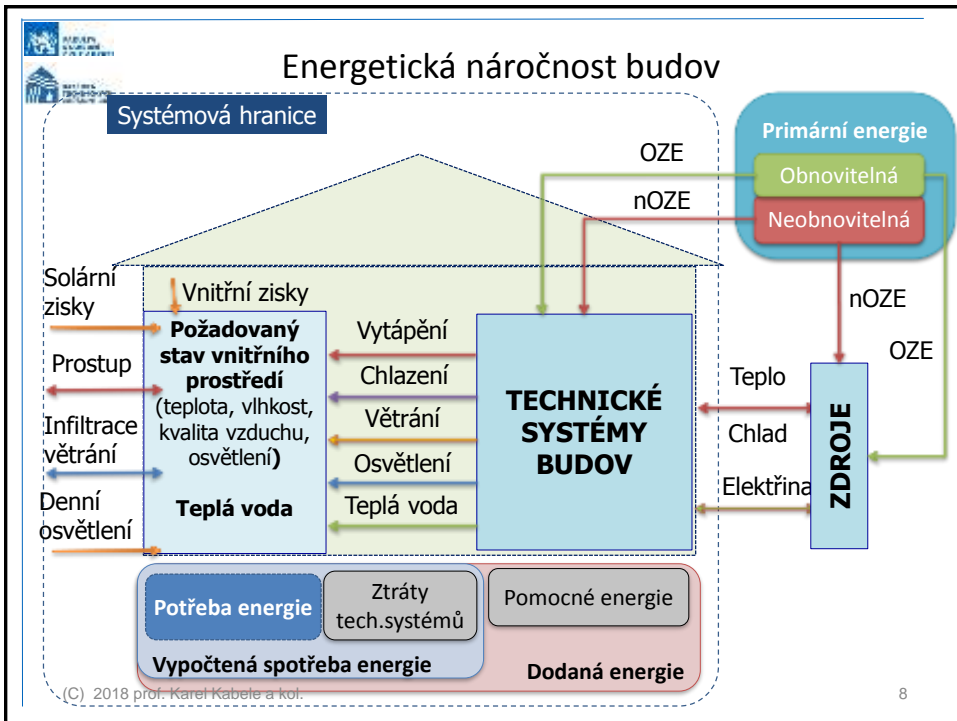 Energetická náročnost budov
Systémová hranice
Primární energie
Obnovitelná
Neobnovitelná
OZE
nOZE
nOZE
OZE
Solární
zisky
Vnitřní zisky
Prostup
Infiltrace
větrání
Denní
osvětlení
Požadovaný
stav vnitřního
prostředí
(teplota, vlhkost,
kvalita vzduchu,
osvětlení)
Teplá voda
Vytápění
Chlazení
Větrání
Osvětlení
Teplá voda
TECHNICKÉ
SYSTÉMY
BUDOV
Teplo
Chlad
Elektřina
ZDROJE
Potřeba energie
Ztráty
tech.systémů
Pomocné energie
Vypočtená spotřeba energie
Dodaná energie
(C) 2018 prof. Karel Kabele a kol.
8